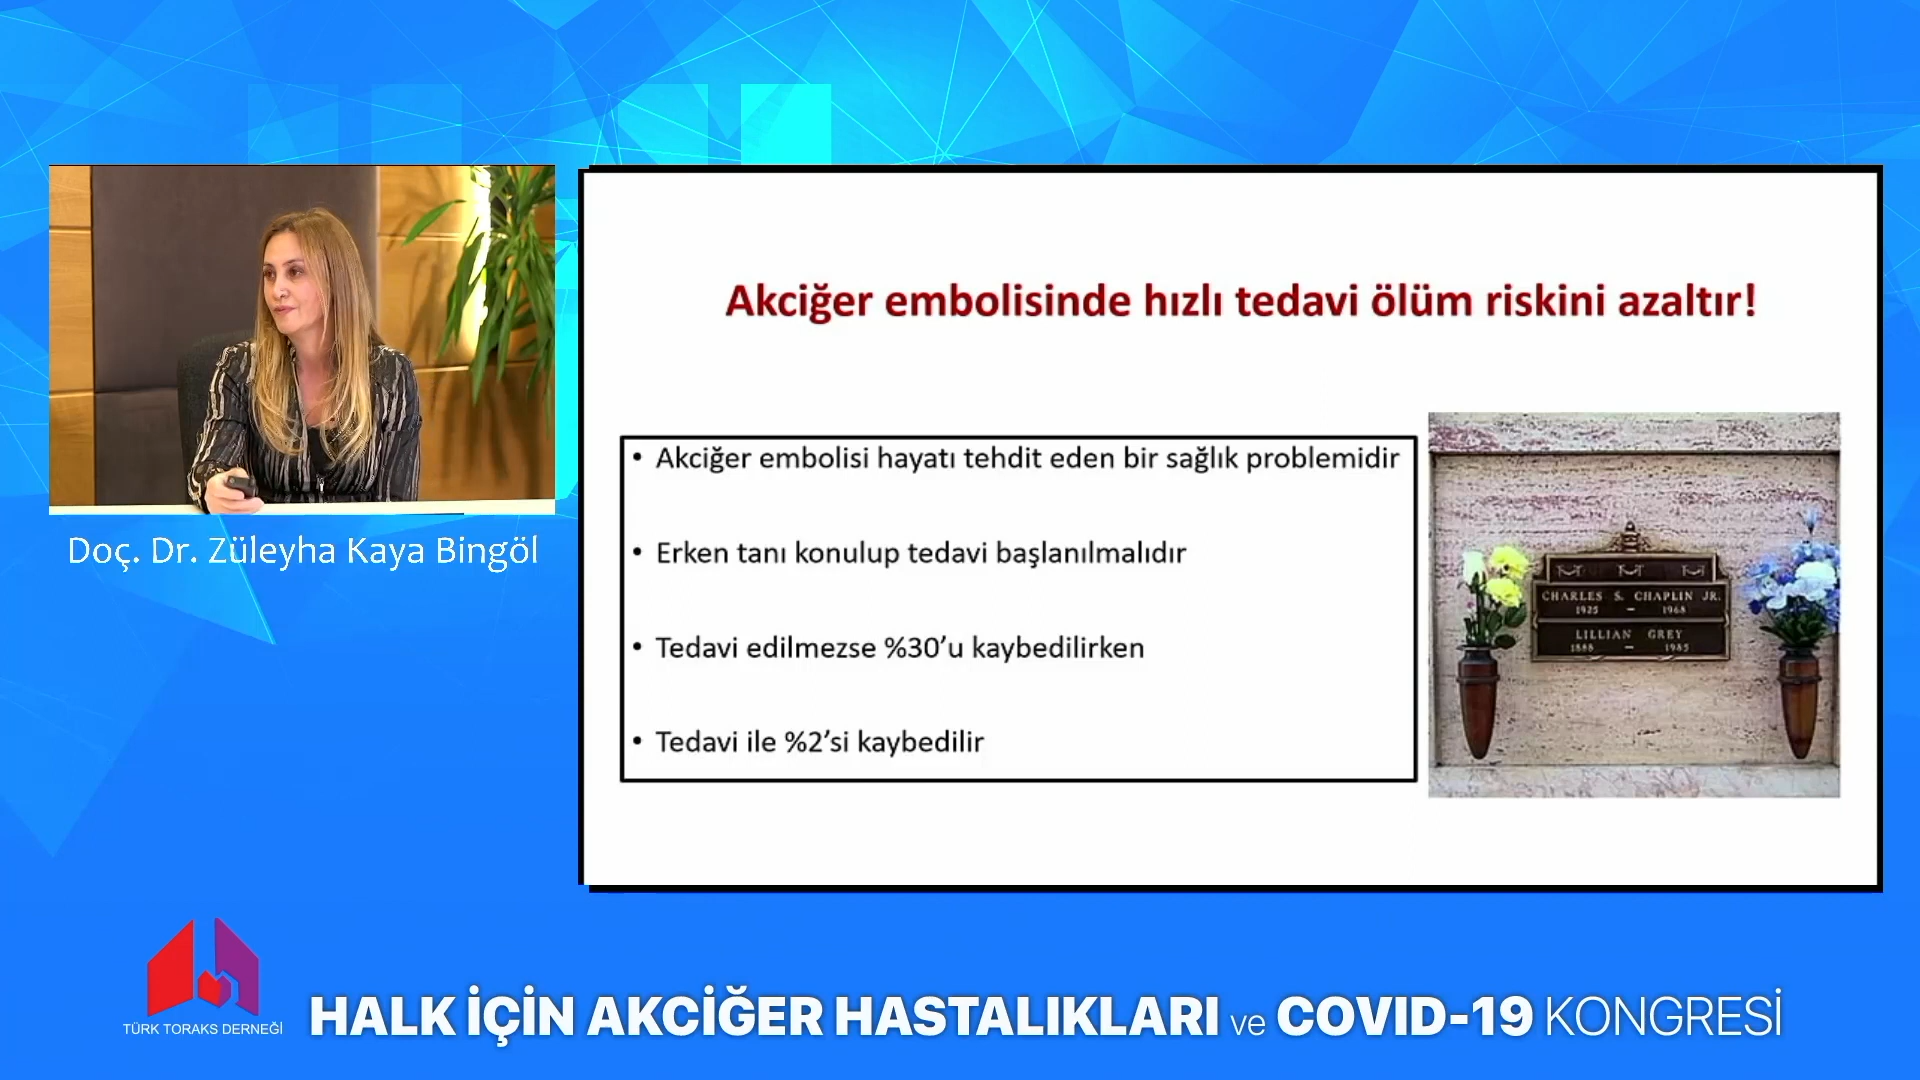 Akciğer embolisinde hızlı tedavi ölüm riskini azaltır!
• Akciğer embolisi hayatı tehdit eden bir sağlık problemidir
• Erken tanı konulup tedavi başlanılmalıdır
• Tedavi edilmezse %30’u kaybedilirken
• Tedavi ile %2’si kaybedilir
CHARLES S. CHAPLIN JR.
1925 – 1968
LILLIAN GREY
1888 – 1985
Doç. Dr. Züleyha Kaya Bingöl
TÜRK TORAKS DERNEĞİ
HALK İÇİN AKCİĞER HASTALIKLARI ve COVID-19 KONGRESİ